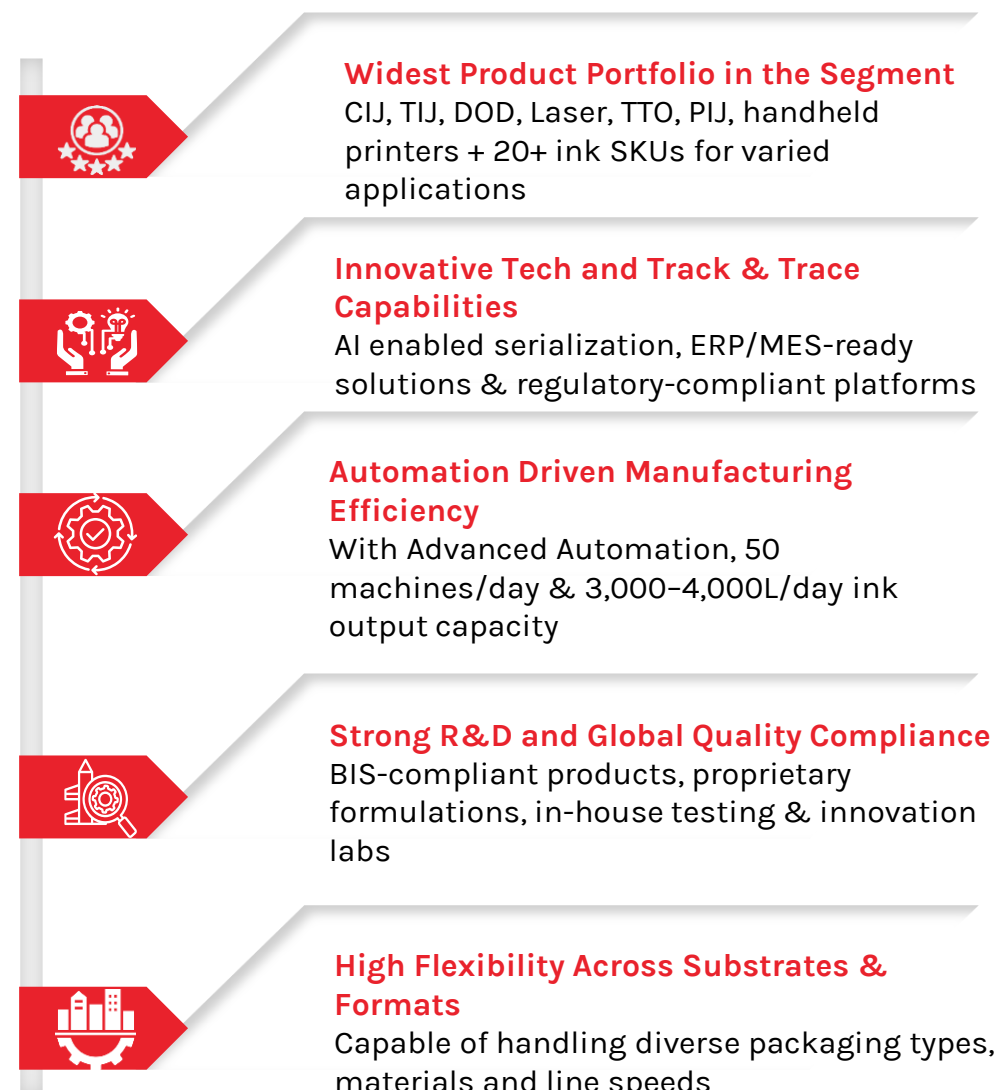 Widest Product Portfolio in the Segment
CIJ, TIJ, DOD, Laser, TTO, PIJ, handheld
printers + 20+ ink SKUs for varied
applications
Innovative Tech and Track & Trace
Capabilities
AI enabled serialization, ERP/MES-ready
solutions & regulatory-compliant platforms
Automation Driven Manufacturing
Efficiency
With Advanced Automation, 50
machines/day & 3,000–4,000L/day ink
output capacity
Strong R&D and Global Quality Compliance
BIS-compliant products, proprietary
formulations, in-house testing & innovation
labs
High Flexibility Across Substrates &
Formats
Capable of handling diverse packaging types,
materials and line speeds